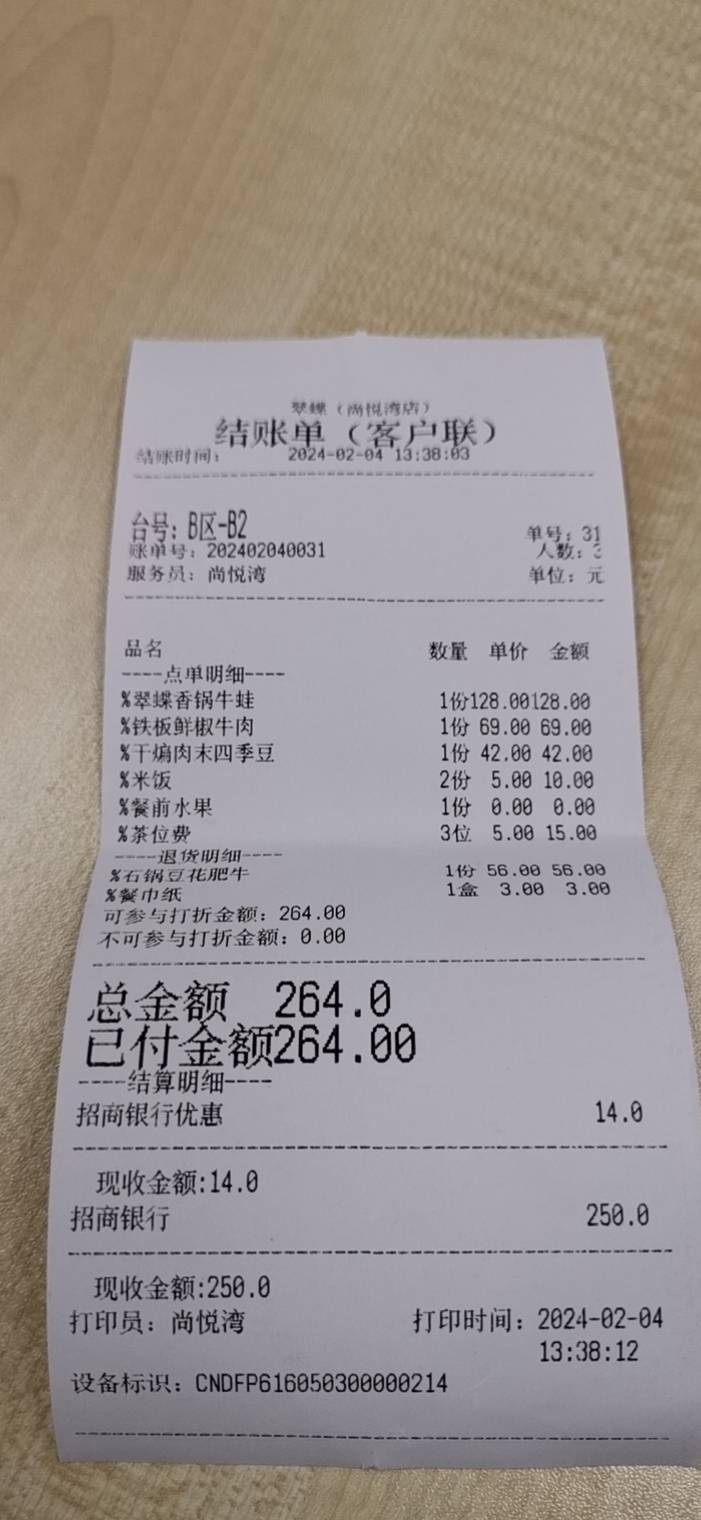 翠蝶（尚悦湾店）
结账单（客户联）
结账时间： 2024-02-04 13:38:03
台号：B区-B2
单号：31
账单号：202402040031
人数：
服务员：尚悦湾 单位：元
品名 数量 单价 金额
----点单明细----
%翠蝶香锅牛蛙 1份128.00128.00
%铁板鲜椒牛肉 1份 69.00 69.00
%干煸肉末四季豆 1份 42.00 42.00
%米饭 2份 5.00 10.00
%餐前水果 1份 0.00 0.00
%茶位费 3位 5.00 15.00
----退货明细----
%石锅豆花肥牛 1份 56.00 56.00
%餐巾纸 1盒 3.00 3.00
可参与打折金额：264.00
不可参与打折金额：0.00
总金额 264.0
已付金额264.00
----结算明细----
招商银行优惠 14.0
现收金额:14.0
招商银行 250.0
现收金额:250.0
打印员：尚悦湾 打印时间：2024-02-04
13:38:12
设备标识：CNDFP616050300000214